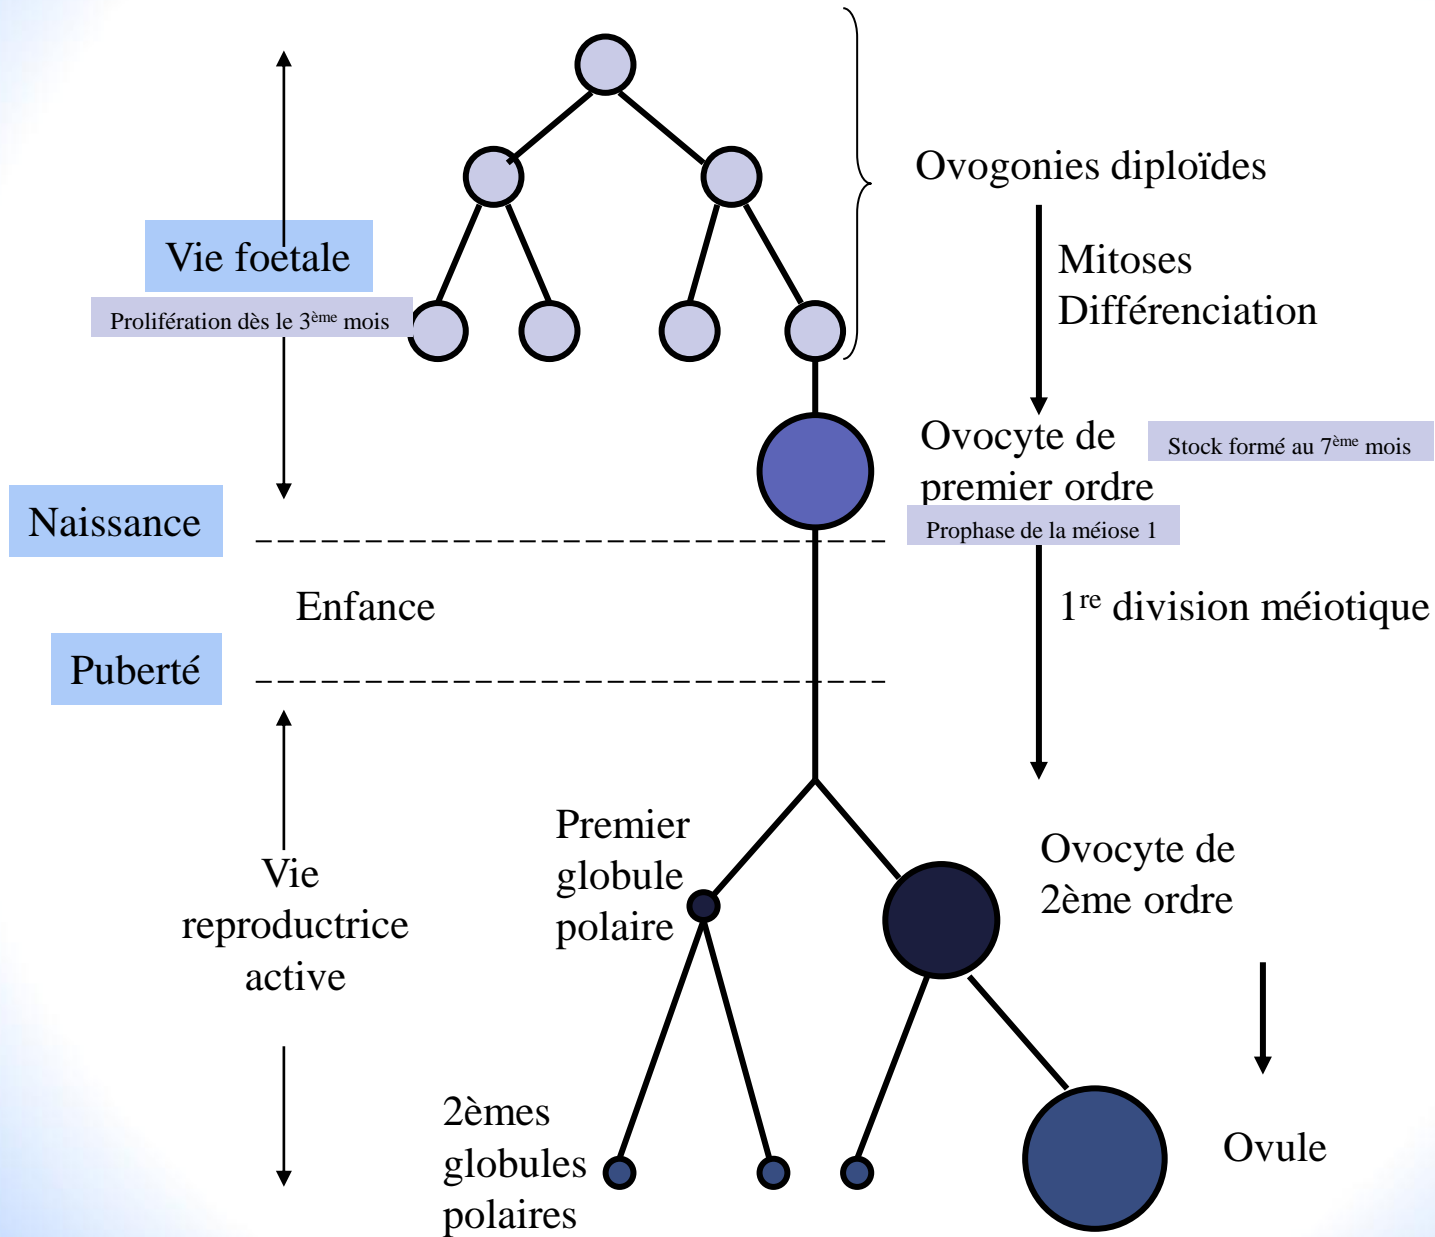 Ovogonies diploïdes
Vie foetale
Prolifération dès le 3ème mois
Mitoses
Différenciation
Ovocyte de
premier ordre
Stock formé au 7ème mois
Prophase de la méiose 1
Naissance
Enfance
1re division méiotique
Puberté
Premier
globule
polaire
Ovocyte de
2ème ordre
Vie
reproductrice
active
2èmes
globules
polaires
Ovule